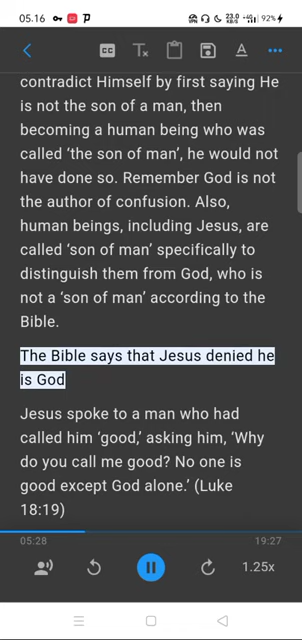 05.16
23.0 KB/S
4G
92%
CC
A
contradict Himself by first saying He
is not the son of a man, then
becoming a human being who was
called ‘the son of man’, he would not
have done so. Remember God is not
the author of confusion. Also,
human beings, including Jesus, are
called ‘son of man’ specifically to
distinguish them from God, who is
not a ‘son of man’ according to the
Bible.
The Bible says that Jesus denied he
is God
Jesus spoke to a man who had
called him ‘good,’ asking him, ‘Why
do you call me good? No one is
good except God alone.’ (Luke
18:19)
05:28
19:27
1.25x